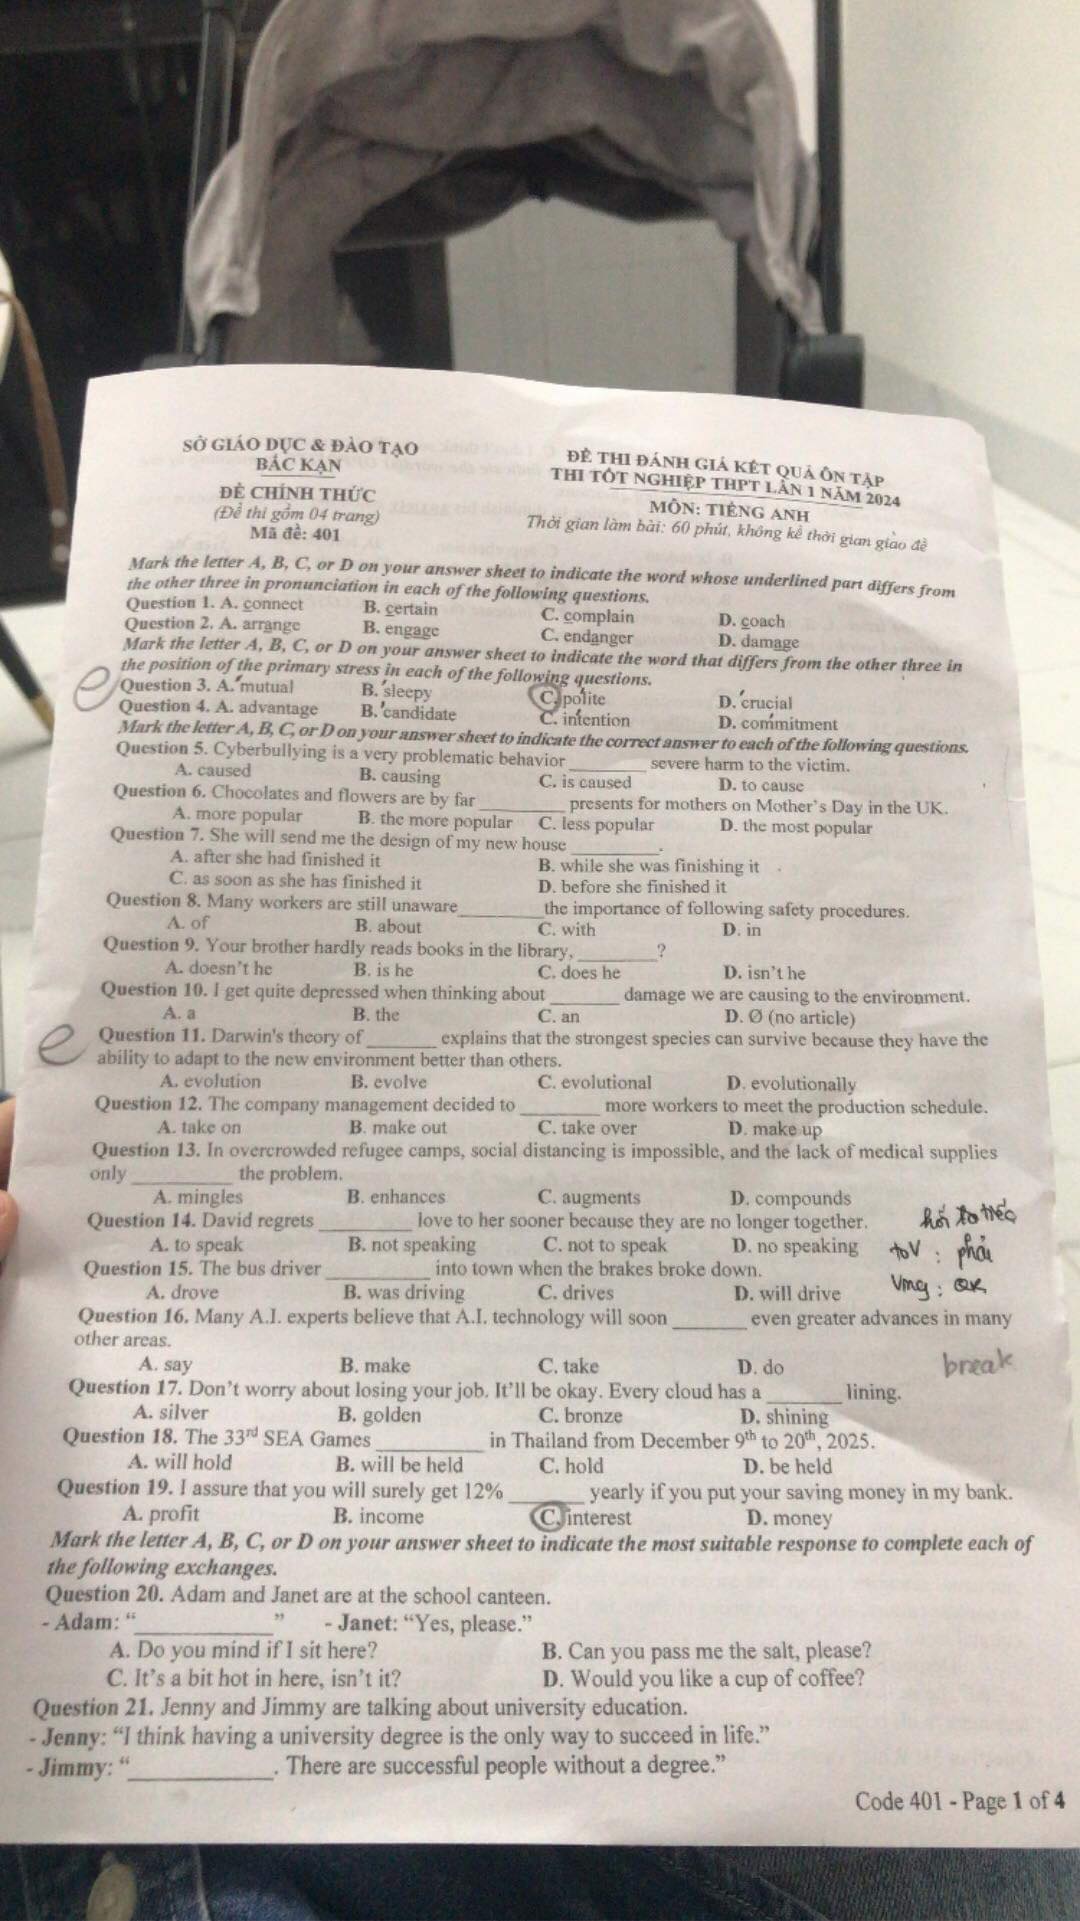 SỞ GIÁO DỤC & ĐÀO TẠO
BẮC KẠN
ĐỀ CHÍNH THỨC
(Đề thi gồm 04 trang)
Mã đề: 401
ĐỀ THI ĐÁNH GIÁ KẾT QUẢ ÔN TẬP
THI TỐT NGHIỆP THPT LẦN 1 NĂM 2024
MÔN: TIẾNG ANH
Thời gian làm bài: 60 phút, không kể thời gian giao đề
Mark the letter A, B, C, or D on your answer sheet to indicate the word whose underlined part differs from
the other three in pronunciation in each of the following questions.
Question 1. A. connect B. certain C. complain D. coach
Question 2. A. arrange B. engage C. endanger D. damage
Mark the letter A, B, C, or D on your answer sheet to indicate the word that differs from the other three in
the position of the primary stress in each of the following questions.
Question 3. A. mutual B. sleepy C. polite D. crucial
Question 4. A. advantage B. candidate C. intention D. commitment
Mark the letter A, B, C, or D on your answer sheet to indicate the correct answer to each of the following questions.
Question 5. Cyberbullying is a very problematic behavior ________ severe harm to the victim.
A. caused B. causing C. is caused D. to cause
Question 6. Chocolates and flowers are by far ________ presents for mothers on Mother's Day in the UK.
A. more popular B. the more popular C. less popular D. the most popular
Question 7. She will send me the design of my new house ________.
A. after she had finished it B. while she was finishing it
C. as soon as she has finished it D. before she finished it
Question 8. Many workers are still unaware ________ the importance of following safety procedures.
A. of B. about C. with D. in
Question 9. Your brother hardly reads books in the library, ________?
A. doesn't he B. is he C. does he D. isn't he
Question 10. I get quite depressed when thinking about ________ damage we are causing to the environment.
A. a B. the C. an D. Ø (no article)
Question 11. Darwin's theory of ________ explains that the strongest species can survive because they have the
ability to adapt to the new environment better than others.
A. evolution B. evolve C. evolutional D. evolutionally
Question 12. The company management decided to ________ more workers to meet the production schedule.
A. take on B. make out C. take over D. make up
Question 13. In overcrowded refugee camps, social distancing is impossible, and the lack of medical supplies
only ________ the problem.
A. mingles B. enhances C. augments D. compounds
Question 14. David regrets ________ love to her sooner because they are no longer together.
A. to speak B. not speaking C. not to speak D. no speaking
toV : phải
Question 15. The bus driver ________ into town when the brakes broke down.
A. drove B. was driving C. drives D. will drive
Ving : QK
Question 16. Many A.I. experts believe that A.I. technology will soon ________ even greater advances in many
other areas.
A. say B. make C. take D. do
break
Question 17. Don't worry about losing your job. It'll be okay. Every cloud has a ________ lining.
A. silver B. golden C. bronze D. shining
Question 18. The 33rd SEA Games ________ in Thailand from December 9th to 20th, 2025.
A. will hold B. will be held C. hold D. be held
Question 19. I assure that you will surely get 12% ________ yearly if you put your saving money in my bank.
A. profit B. income C. interest D. money
Mark the letter A, B, C, or D on your answer sheet to indicate the most suitable response to complete each of
the following exchanges.
Question 20. Adam and Janet are at the school canteen.
- Adam: "________" - Janet: "Yes, please."
A. Do you mind if I sit here? B. Can you pass me the salt, please?
C. It's a bit hot in here, isn't it? D. Would you like a cup of coffee?
Question 21. Jenny and Jimmy are talking about university education.
- Jenny: "I think having a university degree is the only way to succeed in life."
- Jimmy: "________. There are successful people without a degree."
Code 401 - Page 1 of 4